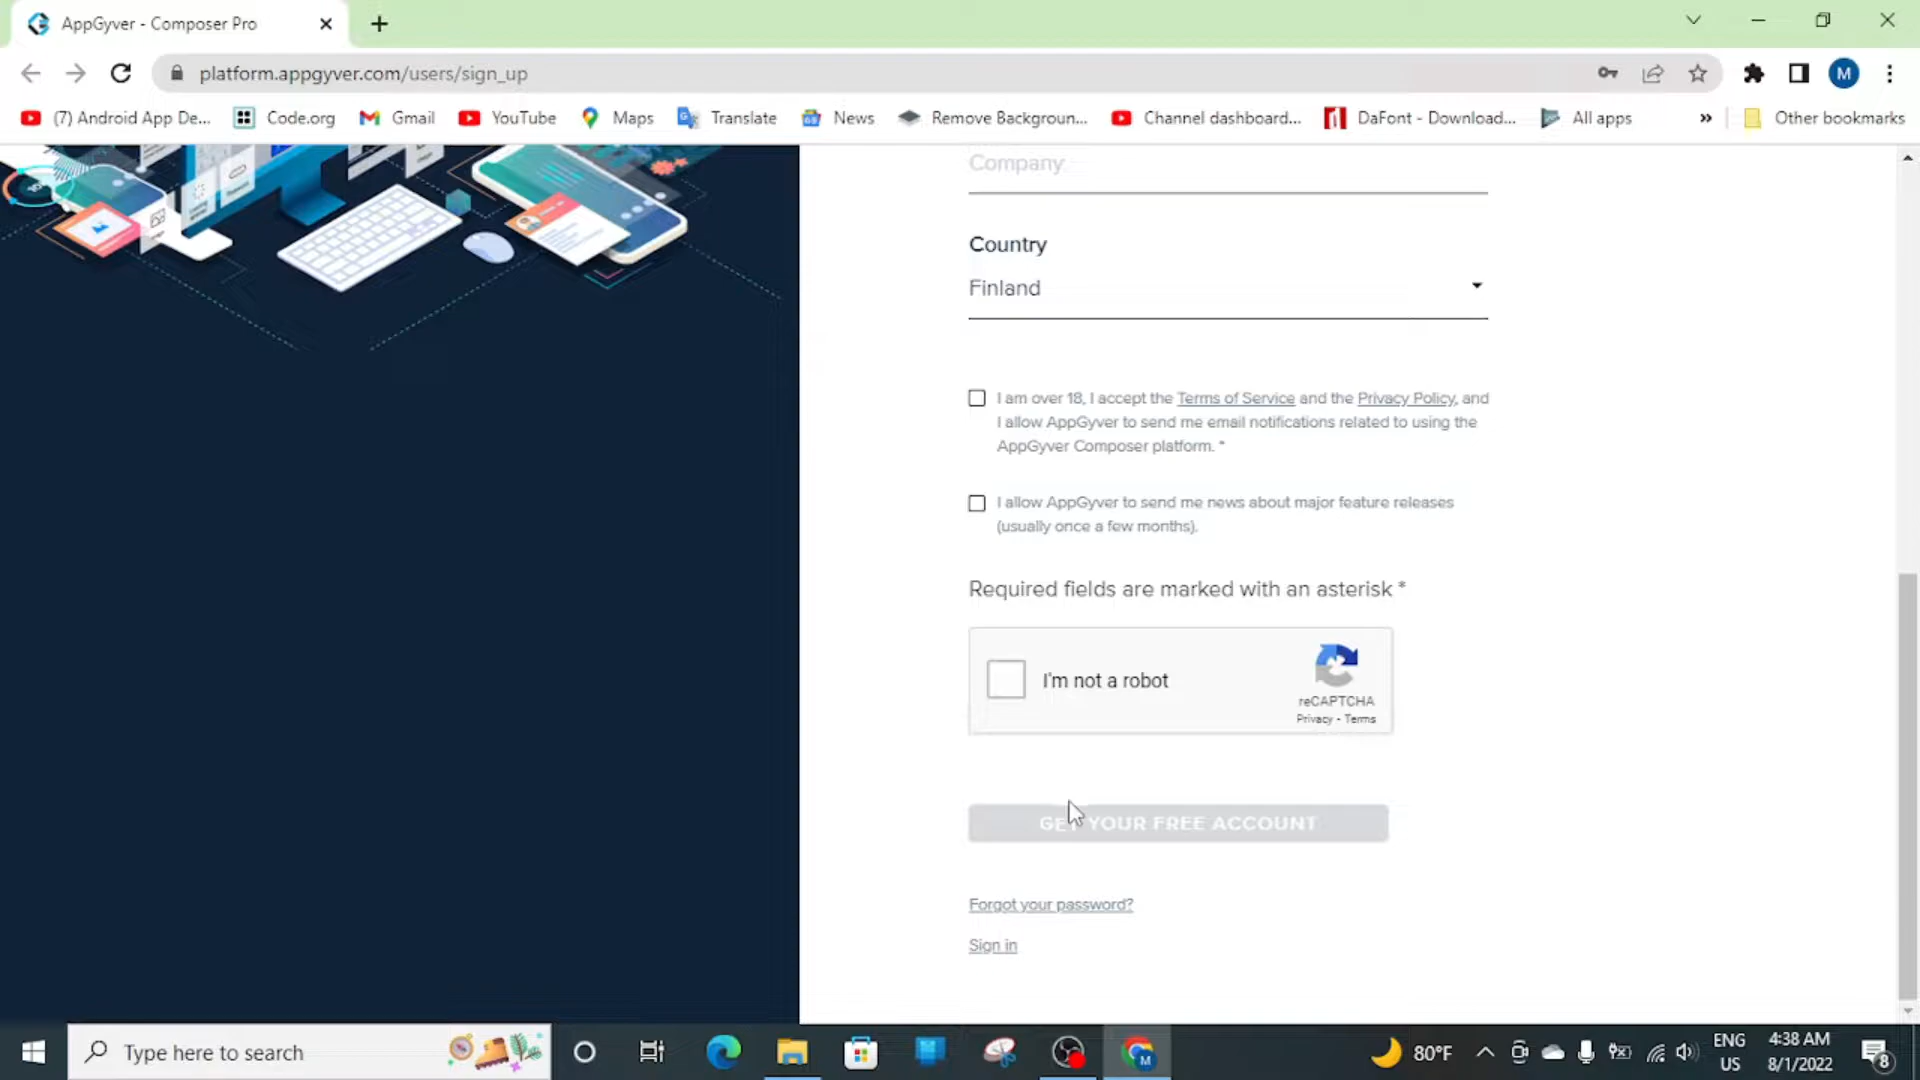 AppGyver - Composer Pro
platform.appgyver.com/users/sign_up
M
(7) Android App De...
Code.org
Gmail
YouTube
Maps
Translate
News
Remove Backgroun...
Channel dashboard...
DaFont - Download...
All apps
»
Other bookmarks
Company
Country
Finland
I am over 18, I accept the Terms of Service and the Privacy Policy, and
I allow AppGyver to send me email notifications related to using the
AppGyver Composer platform. *
I allow AppGyver to send me news about major feature releases
(usually once a few months).
Required fields are marked with an asterisk *
I'm not a robot
reCAPTCHA
Privacy - Terms
GET YOUR FREE ACCOUNT
Forgot your password?
Sign in
Type here to search
M
80°F
ENG
US
4:38 AM
8/1/2022
8